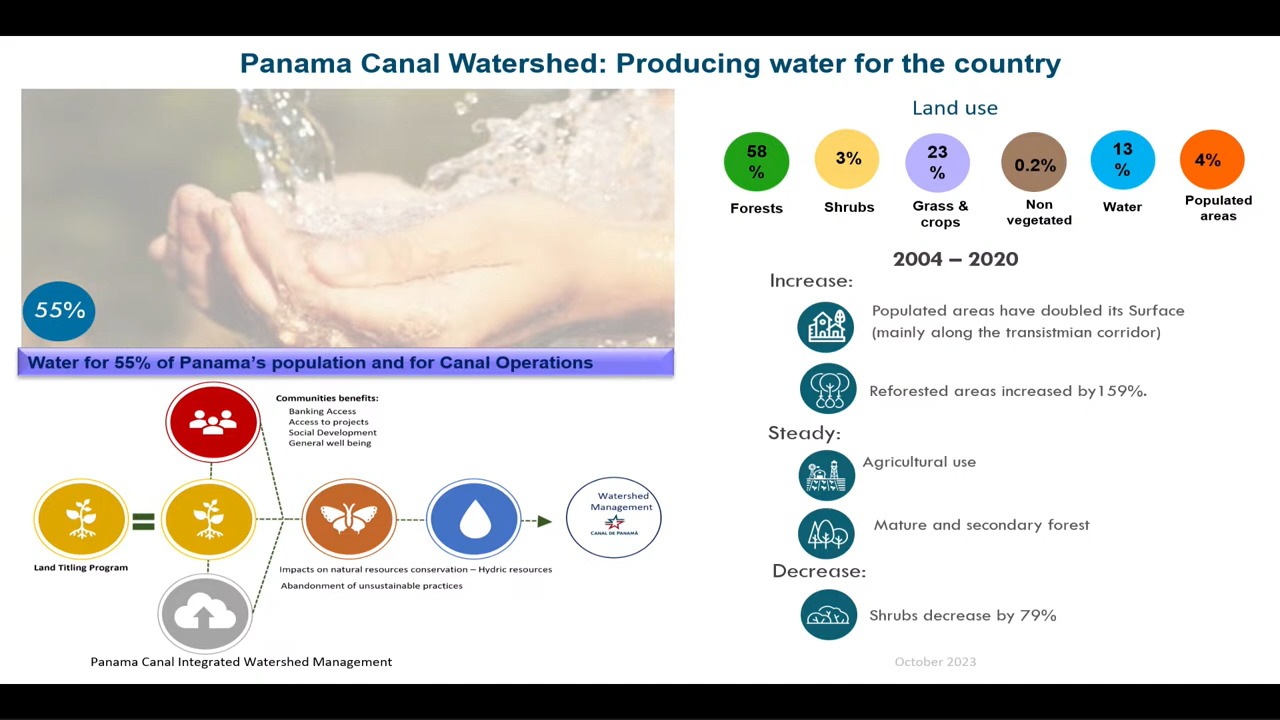 Panama Canal Watershed: Producing water for the country
55%
Water for 55% of Panama's population and for Canal Operations
Communities benefits:
Banking Access
Access to projects
Social Development
General well being
Watershed
Management
CANAL DE PANAMÁ
Land Titling Program
Impacts on natural resources conservation – Hydric resources
Abandonment of unsustainable practices
Panama Canal Integrated Watershed Management
Land use
58
%
3%
23
%
0.2%
13
%
4%
Forests
Shrubs
Grass &
crops
Non
vegetated
Water
Populated
areas
2004 – 2020
Increase:
Populated areas have doubled its Surface
(mainly along the transistmian corridor)
Reforested areas increased by159%.
Steady:
Agricultural use
Mature and secondary forest
Decrease:
Shrubs decrease by 79%
October 2023